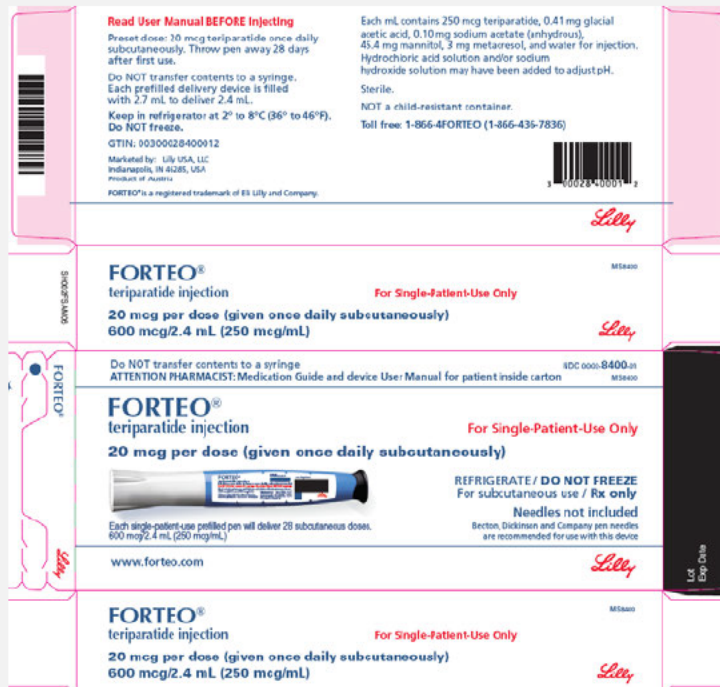 Read User Manual BEFORE Injecting
Preset dose: 20 mcg teriparatide once daily
subcutaneously. Throw pen away 28 days
after first use.
Do NOT transfer contents to a syringe.
Each prefilled delivery device is filled
with 2.7 mL to deliver 2.4 mL.
Keep in refrigerator at 2° to 8°C (36° to 46°F).
Do NOT freeze.
GTIN: 00300028400012
Marketed by: Lilly USA, LLC
Indianapolis, IN 46285, USA
Product of Austria
FORTEO® is a registered trademark of Eli Lilly and Company.
Each mL contains 250 mcg teriparatide, 0.41 mg glacial
acetic acid, 0.10 mg sodium acetate (anhydrous),
45.4 mg mannitol, 3 mg metacresol, and water for injection.
Hydrochloric acid solution and/or sodium
hydroxide solution may have been added to adjust pH.
Sterile.
NOT a child-resistant container.
Toll free: 1-866-4FORTEO (1-866-436-7836)
3 00028 40001 2
Lilly
FORTEO®
MS8400
teriparatide injection
For Single-Patient-Use Only
20 mcg per dose (given once daily subcutaneously)
600 mcg/2.4 mL (250 mcg/mL)
Lilly
Do NOT transfer contents to a syringe
NDC 0002-8400-01
ATTENTION PHARMACIST: Medication Guide and device User Manual for patient inside carton
MS8400
FORTEO®
FORTEO®
teriparatide injection
For Single-Patient-Use Only
20 mcg per dose (given once daily subcutaneously)
FORTEO®
REFRIGERATE / DO NOT FREEZE
For subcutaneous use / Rx only
Needles not included
Becton, Dickinson and Company pen needles
are recommended for use with this device
Each single-patient-use prefilled pen will deliver 28 subcutaneous doses.
600 mcg/2.4 mL (250 mcg/mL)
www.forteo.com
Lilly
Lilly
Lot
Exp Date
FORTEO®
MS8400
teriparatide injection
For Single-Patient-Use Only
20 mcg per dose (given once daily subcutaneously)
600 mcg/2.4 mL (250 mcg/mL)
Lilly